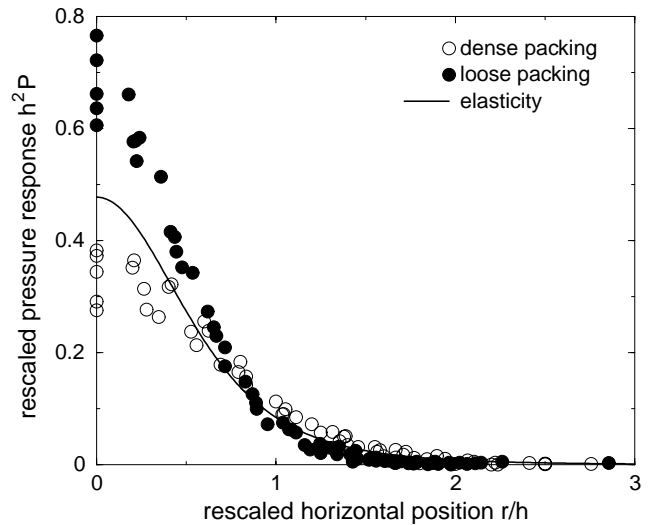 0.8
0.6
0.4
0.2
0
0
1
2
3
dense packing
loose packing
elasticity
rescaled pressure response h²P
rescaled horizontal position r/h